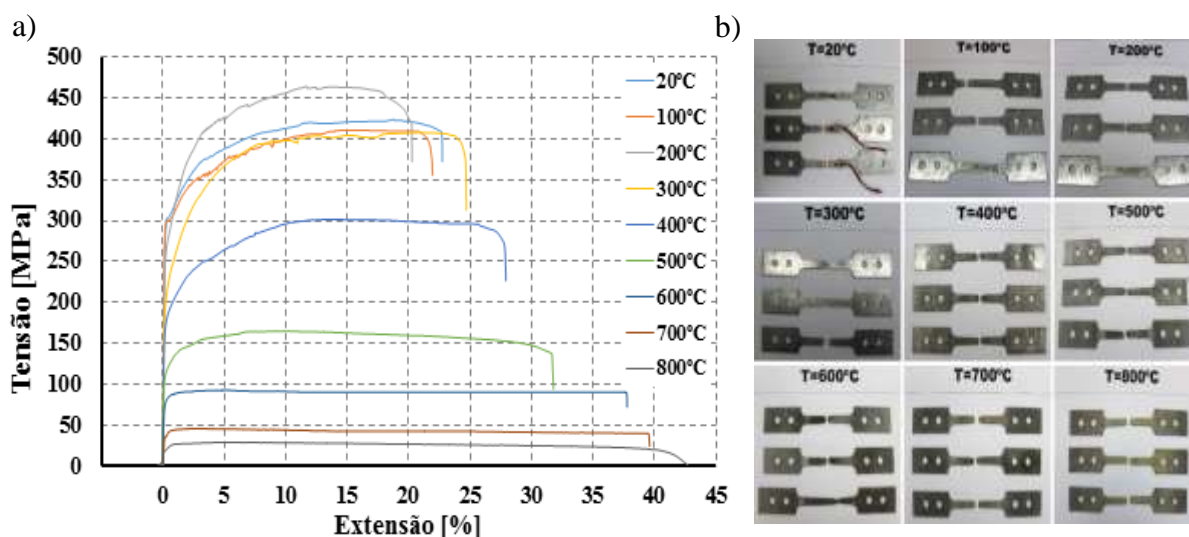 a)
Tensão [MPa]
500
450
400
350
300
250
200
150
100
50
0
0 5 10 15 20 25 30 35 40 45
Extensão [%]
20ºC
100ºC
200ºC
300ºC
400ºC
500ºC
600ºC
700ºC
800ºC
b)
T=20ºC T=100ºC T=200ºC
T=300ºC T=400ºC T=500ºC
T=600ºC T=700ºC T=800ºC